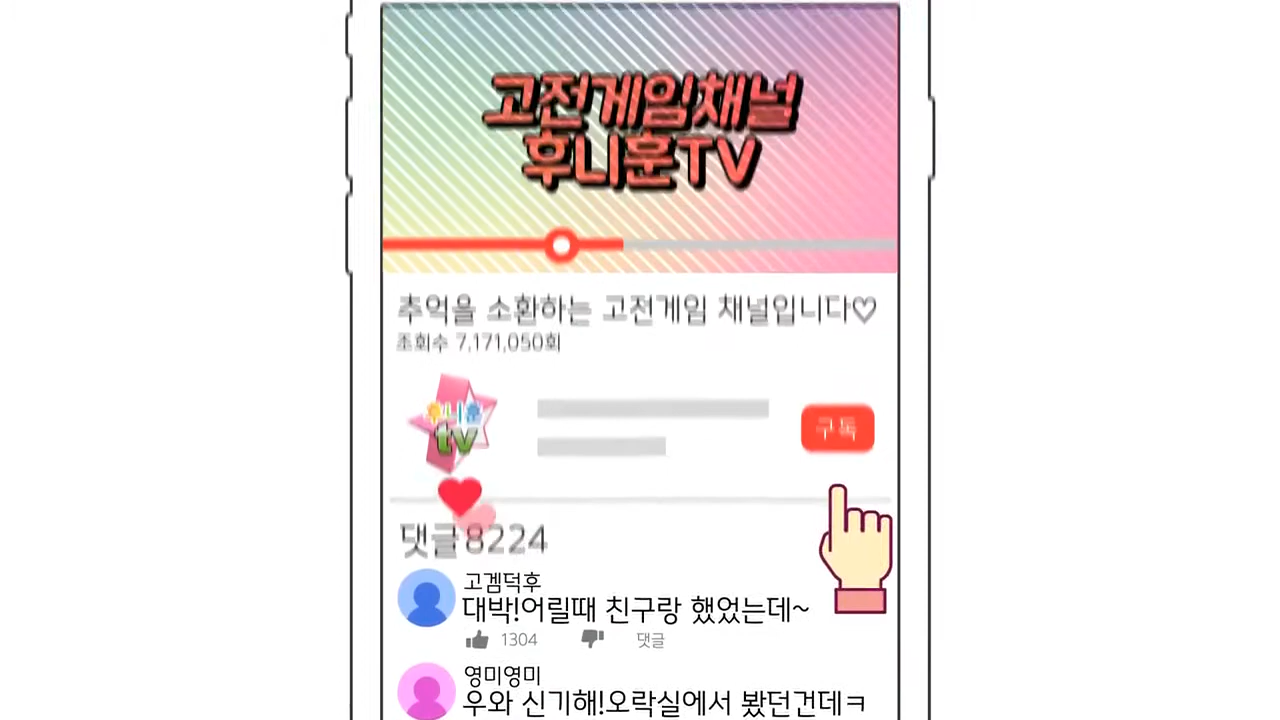 고전게임채널
후니훈TV
추억을 소환하는 고전게임 채널입니다♡
조회수 7,171,050회
후니훈
tv
구독
댓글 8224
고겜덕후
대박!어릴때 친구랑 했었는데~
1304 댓글
영미영미
우와 신기해!오락실에서 봤던건데ㅋ